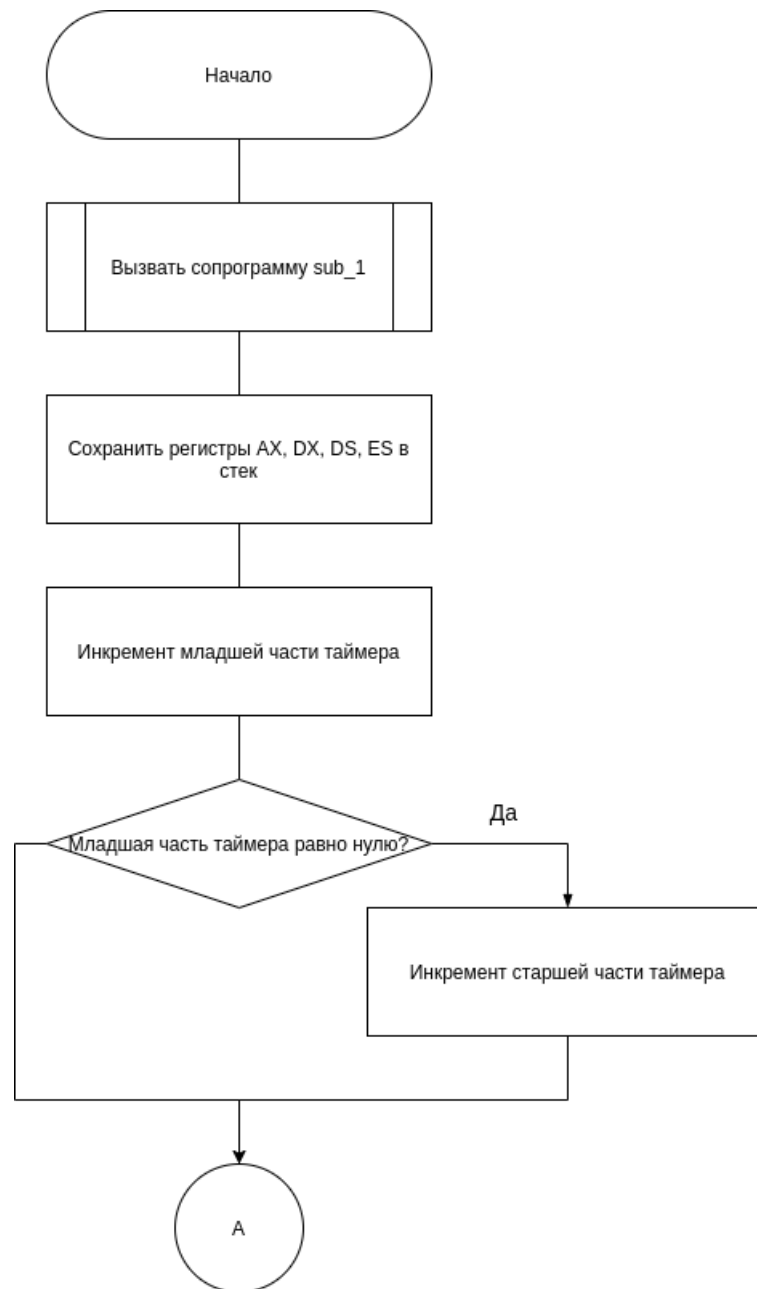 Начало
Вызвать сопрограмму sub_1
Сохранить регистры AX, DX, DS, ES в
стек
Инкремент младшей части таймера
Младшая часть таймера равно нулю?
Да
Инкремент старшей части таймера
А